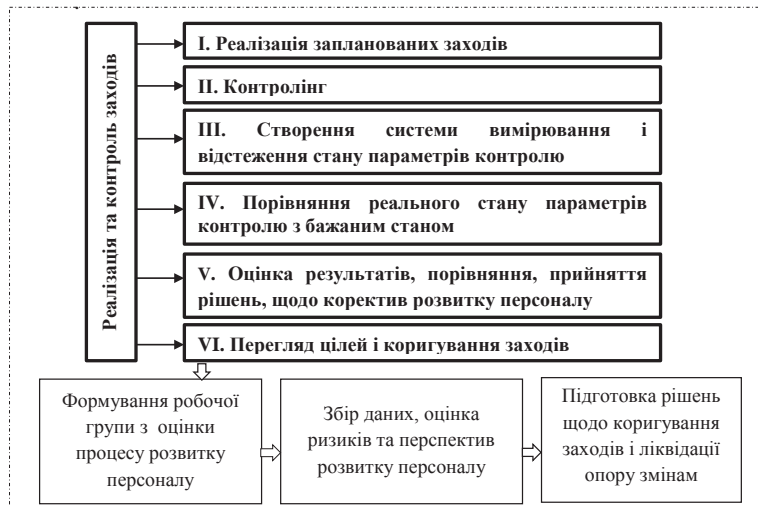 Реалізація та контроль заходів
І. Реалізація запланованих заходів
ІІ. Контролінг
ІІІ. Створення системи вимірювання і
відстеження стану параметрів контролю
IV. Порівняння реального стану параметрів
контролю з бажаним станом
V. Оцінка результатів, порівняння, прийняття
рішень, щодо коректив розвитку персоналу
VI. Перегляд цілей і коригування заходів
Формування робочої
групи з оцінки
процесу розвитку
персоналу
Збір даних, оцінка
ризиків та перспектив
розвитку персоналу
Підготовка рішень
щодо коригування
заходів і ліквідації
опору змінам